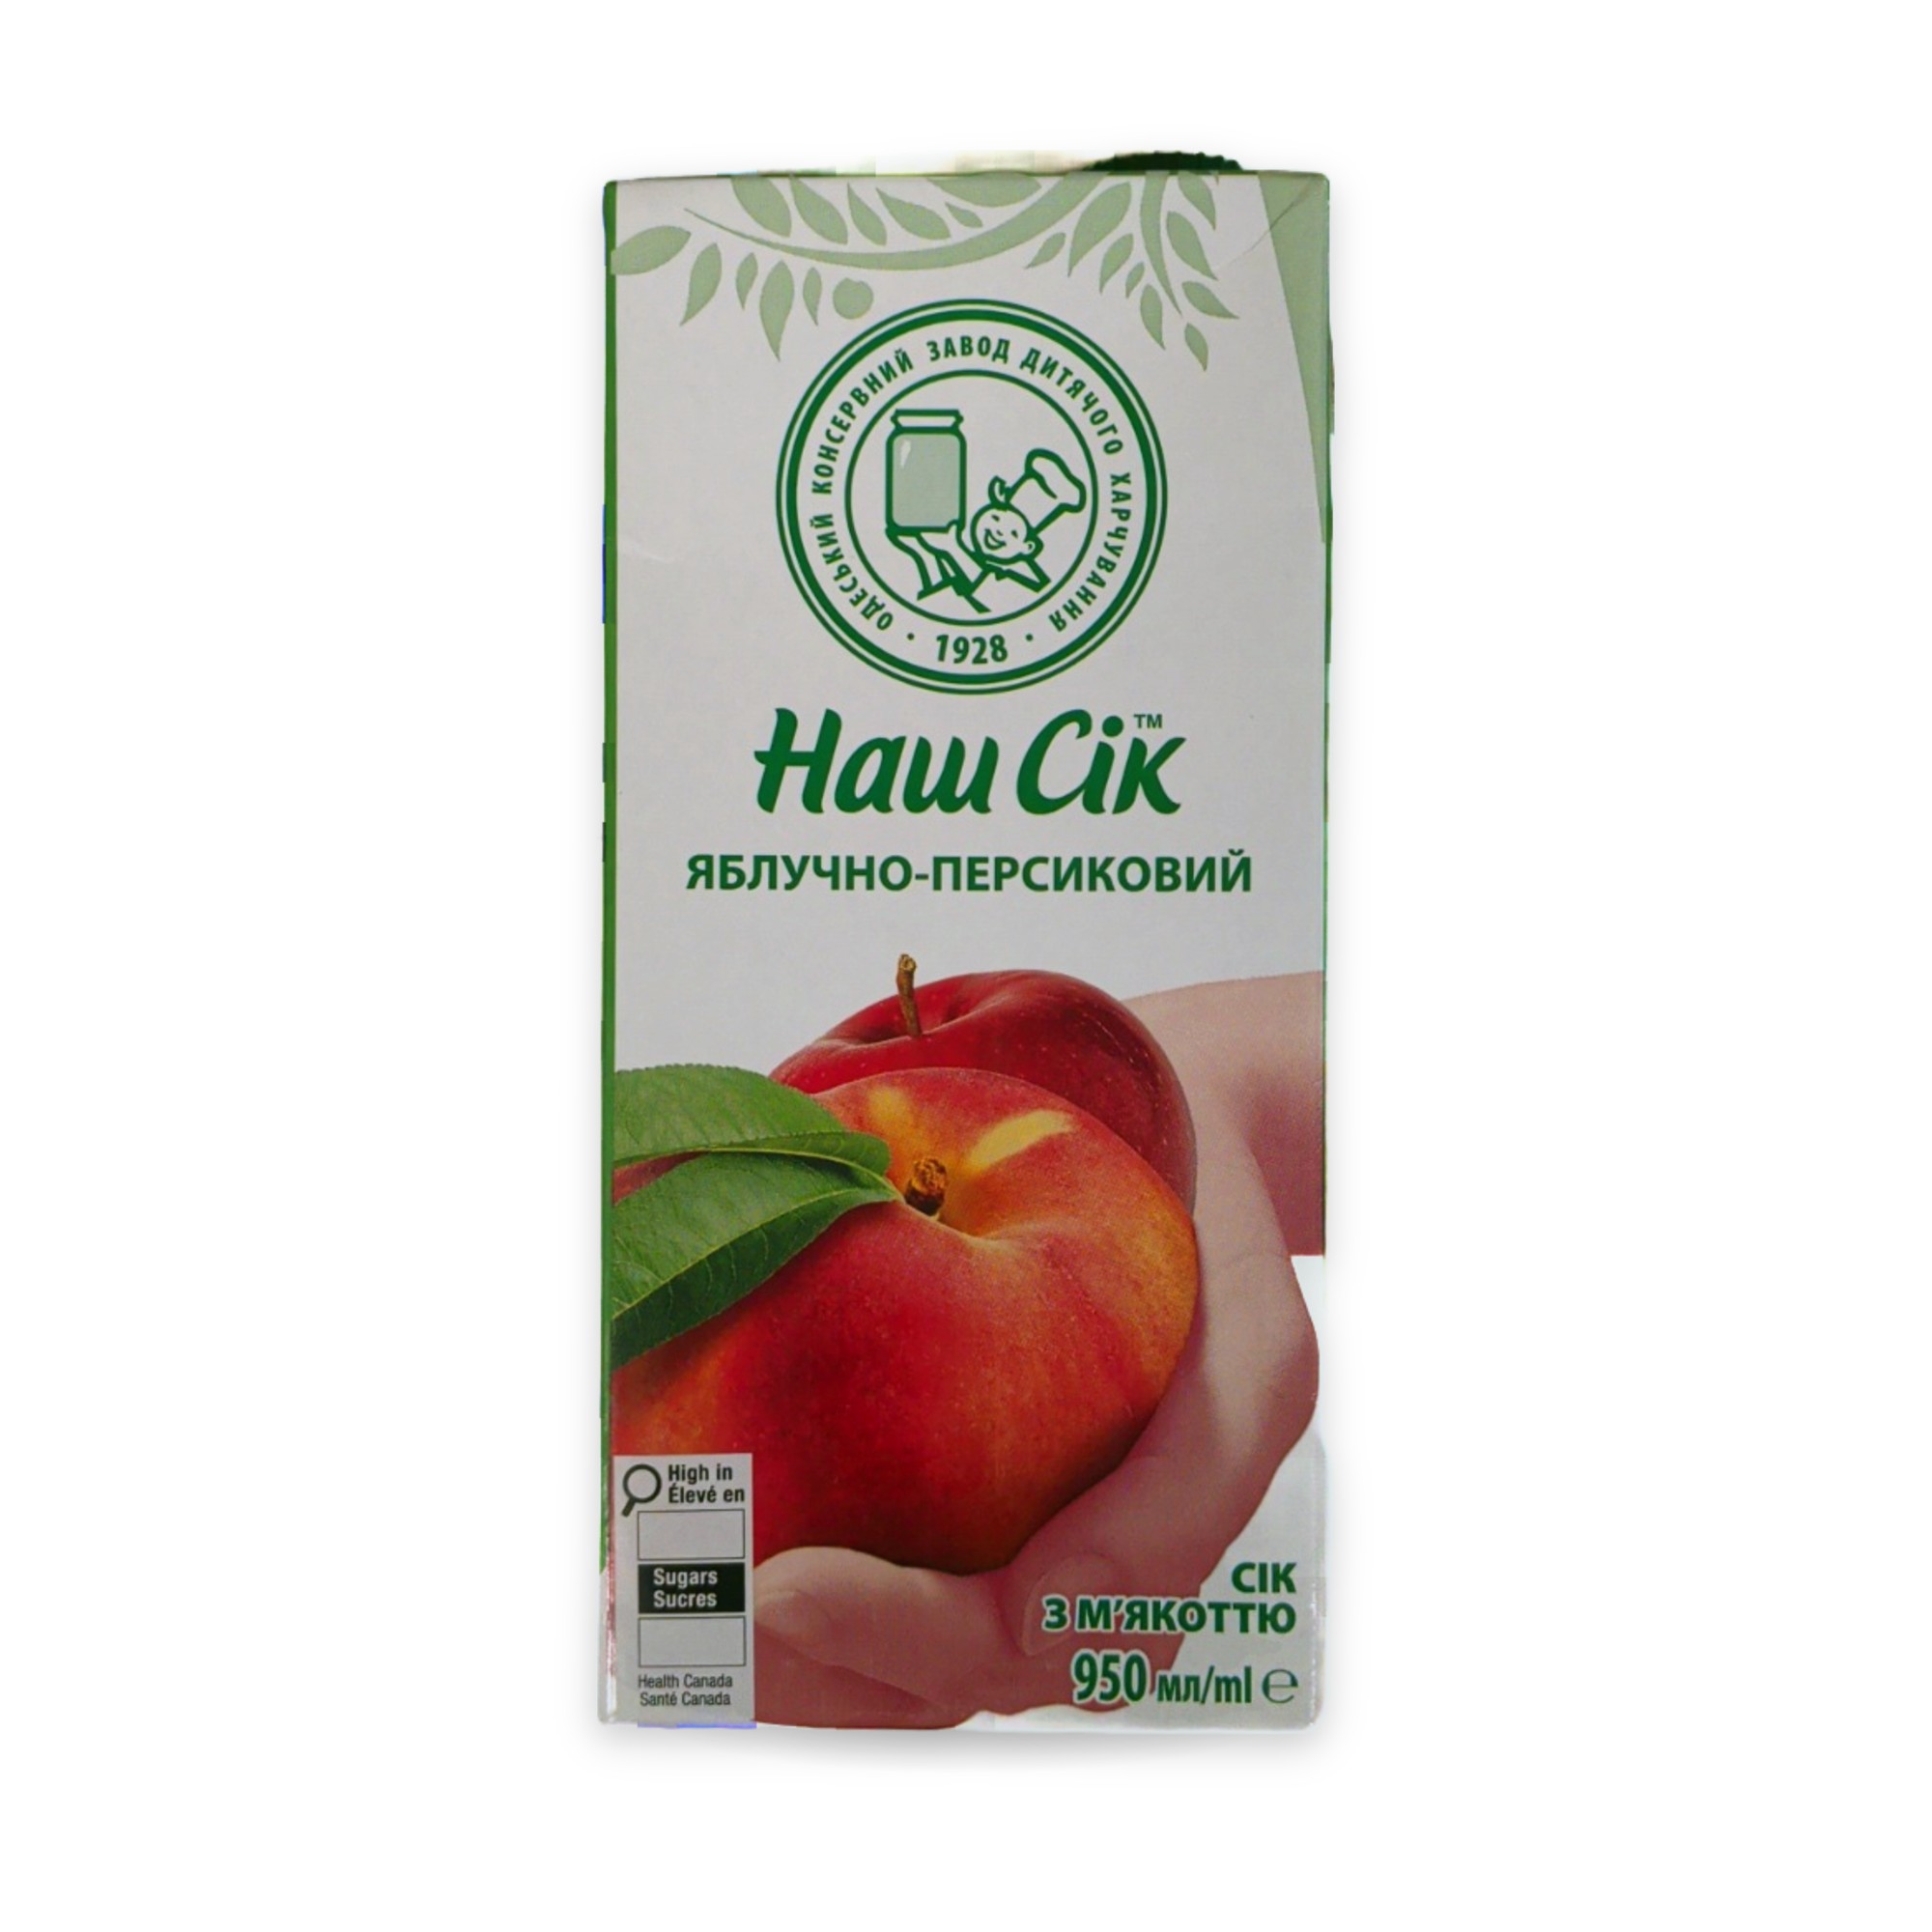 ОДЕСЬКИЙ КОНСЕРВНИЙ ЗАВОД ДИТЯЧОГО ХАРЧУВАННЯ
• 1928 •
Наш Сік™
ЯБЛУЧНО-ПЕРСИКОВИЙ
High in
Élevé en
Sugars
Sucres
Health Canada
Santé Canada
СІК
З М'ЯКОТТЮ
950 мл/ml ℮